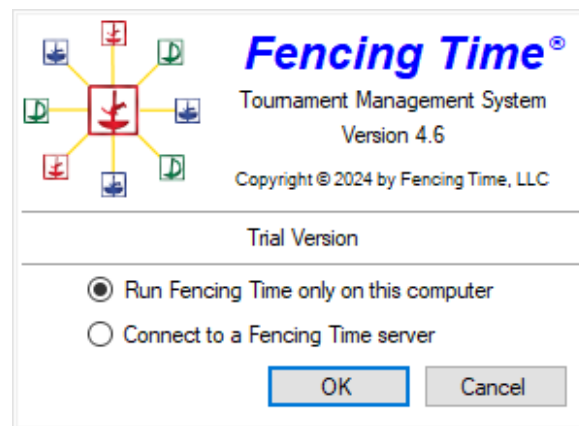 Fencing Time®
Tournament Management System
Version 4.6
Copyright © 2024 by Fencing Time, LLC
Trial Version
Run Fencing Time only on this computer
Connect to a Fencing Time server
OK Cancel